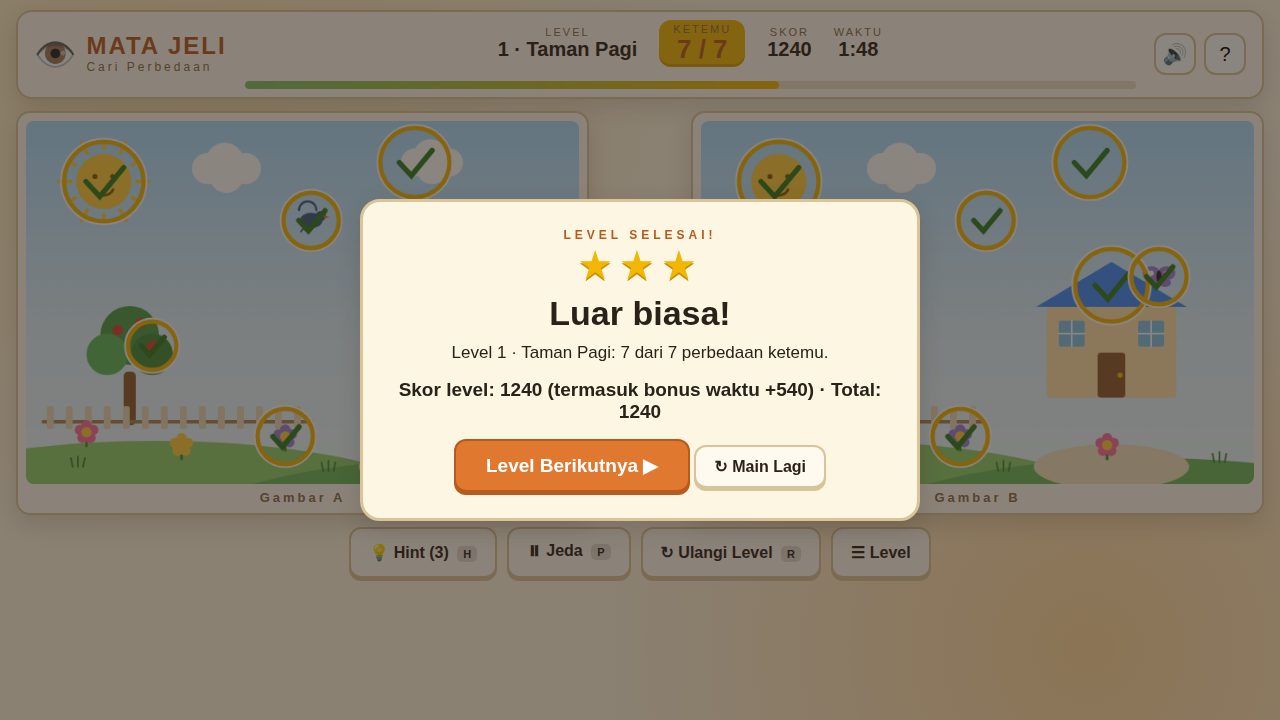 MATA JELI
Cari Perbedaan
LEVEL
1 · Taman Pagi
KETEMU
7 / 7
SKOR
1240
WAKTU
1:48
?
LEVEL SELESAI!
Luar biasa!
Level 1 · Taman Pagi: 7 dari 7 perbedaan ketemu.
Skor level: 1240 (termasuk bonus waktu +540) · Total:
1240
Level Berikutnya ▶
↻ Main Lagi
Gambar A
Gambar B
Hint (3) H
Jeda P
↻ Ulangi Level R
☰ Level